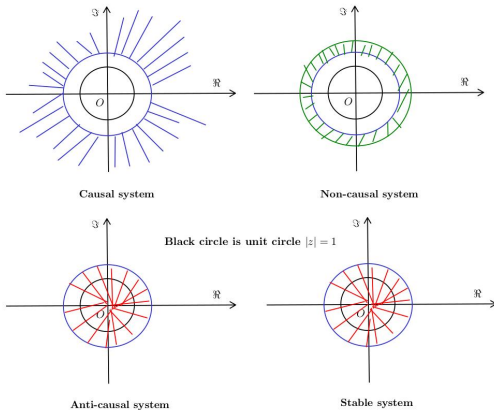 ℑ
ℑ
ℜ
ℜ
O
O
Causal system
Non-causal system
ℑ
ℑ
Black circle is unit circle |z| = 1
ℜ
ℜ
O
O
Anti-causal system
Stable system